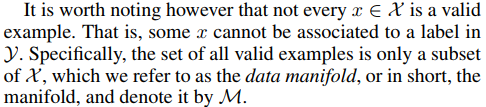 It is worth noting however that not every x ∈ 𝒳 is a valid
example. That is, some x cannot be associated to a label in
𝒴. Specifically, the set of all valid examples is only a subset
of 𝒳, which we refer to as the data manifold, or in short, the
manifold, and denote it by ℳ.